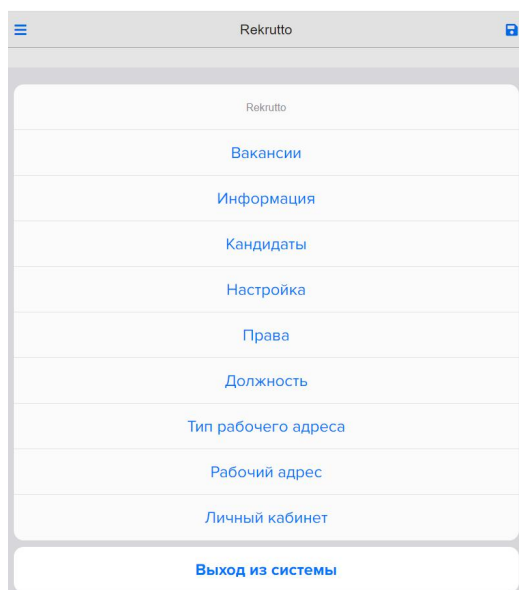 Rekrutto
Rekrutto
Вакансии
Информация
Кандидаты
Настройка
Права
Должность
Тип рабочего адреса
Рабочий адрес
Личный кабинет
Выход из системы